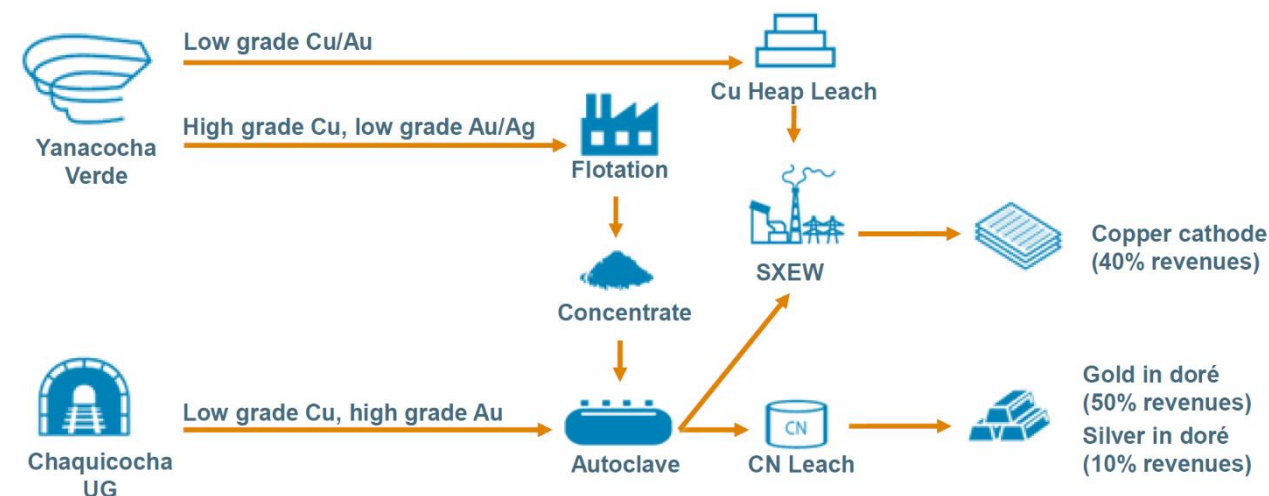 Low grade Cu/Au
Cu Heap Leach
High grade Cu, low grade Au/Ag
Yanacocha
Verde
Flotation
SXEW
Copper cathode
(40% revenues)
Concentrate
Chaquicocha
UG
Low grade Cu, high grade Au
Autoclave
CN
CN Leach
Gold in doré
(50% revenues)
Silver in doré
(10% revenues)